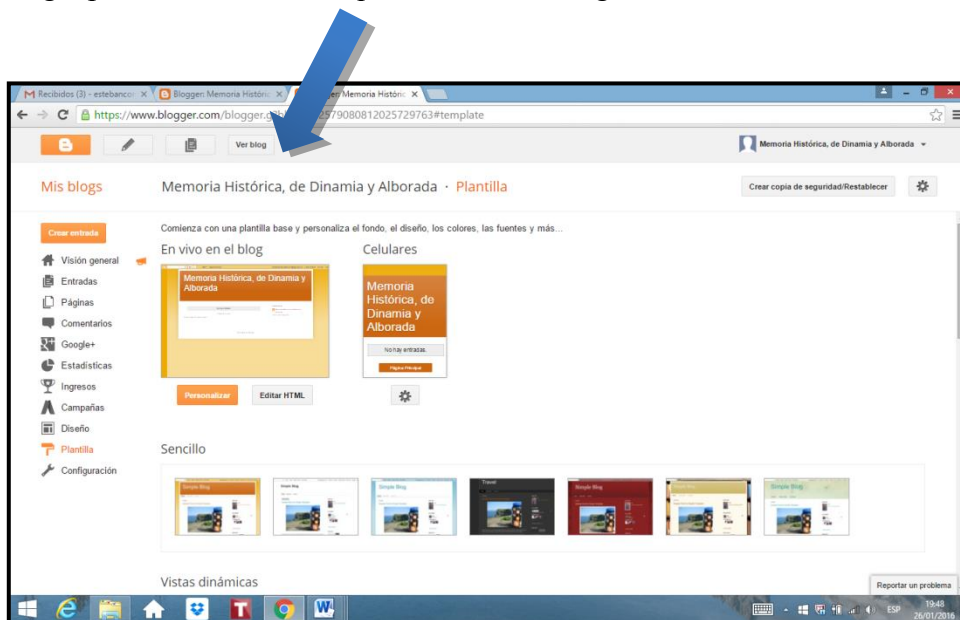 Recibidos (3) - estebancor
Blogger: Memoria Históric
Memoria Históric
https://www.blogger.com/blogger.g
579080812025729763#template
Ver blog
Memoria Histórica, de Dinamia y Alborada
Mis blogs
Memoria Histórica, de Dinamia y Alborada · Plantilla
Crear copia de seguridad/Restablecer
Crear entrada
Visión general
Entradas
Páginas
Comentarios
Google+
Estadísticas
Ingresos
Campañas
Diseño
Plantilla
Configuración
Comienza con una plantilla base y personaliza el fondo, el diseño, los colores, las fuentes y más...
En vivo en el blog
Celulares
Memoria Histórica, de Dinamia y
Alborada
Memoria
Histórica, de
Dinamia y
Alborada
No hay entradas.
Página Principal
Personalizar
Editar HTML
Sencillo
Simple Blog
Simple Blog
Simple Blog
Travel
Simple Blog
Simple Blog
Simple Blog
Vistas dinámicas
Reportar un problema
ESP
19:48
26/01/2016